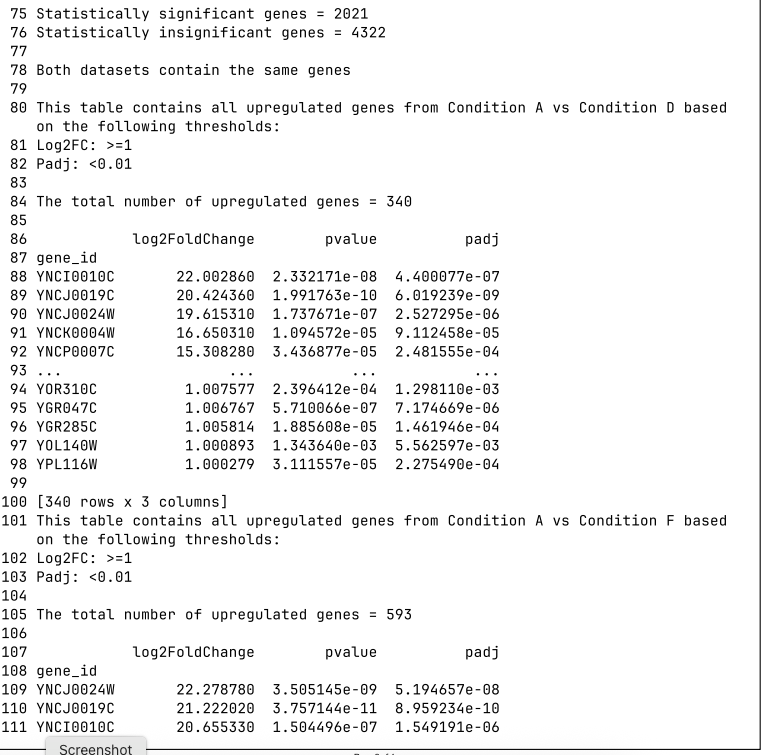 75 Statistically significant genes = 2021
76 Statistically insignificant genes = 4322
77
78 Both datasets contain the same genes
79
80 This table contains all upregulated genes from Condition A vs Condition D based
on the following thresholds:
81 Log2FC: >=1
82 Padj: <0.01
83
84 The total number of upregulated genes = 340
85
86 log2FoldChange pvalue padj
87 gene_id
88 YNCI0010C 22.002860 2.332171e-08 4.400077e-07
89 YNCJ0019C 20.424360 1.991763e-10 6.019239e-09
90 YNCJ0024W 19.615310 1.737671e-07 2.527295e-06
91 YNCK0004W 16.650310 1.094572e-05 9.112458e-05
92 YNCP0007C 15.308280 3.436877e-05 2.481555e-04
93 ... ... ... ...
94 YOR310C 1.007577 2.396412e-04 1.298110e-03
95 YGR047C 1.006767 5.710066e-07 7.174669e-06
96 YGR285C 1.005814 1.885608e-05 1.461946e-04
97 YOL140W 1.000893 1.343640e-03 5.562597e-03
98 YPL116W 1.000279 3.111557e-05 2.275490e-04
99
100 [340 rows x 3 columns]
101 This table contains all upregulated genes from Condition A vs Condition F based
on the following thresholds:
102 Log2FC: >=1
103 Padj: <0.01
104
105 The total number of upregulated genes = 593
106
107 log2FoldChange pvalue padj
108 gene_id
109 YNCJ0024W 22.278780 3.505145e-09 5.194657e-08
110 YNCJ0019C 21.222020 3.757144e-11 8.959234e-10
111 YNCI0010C 20.655330 1.504496e-07 1.549191e-06
Screenshot